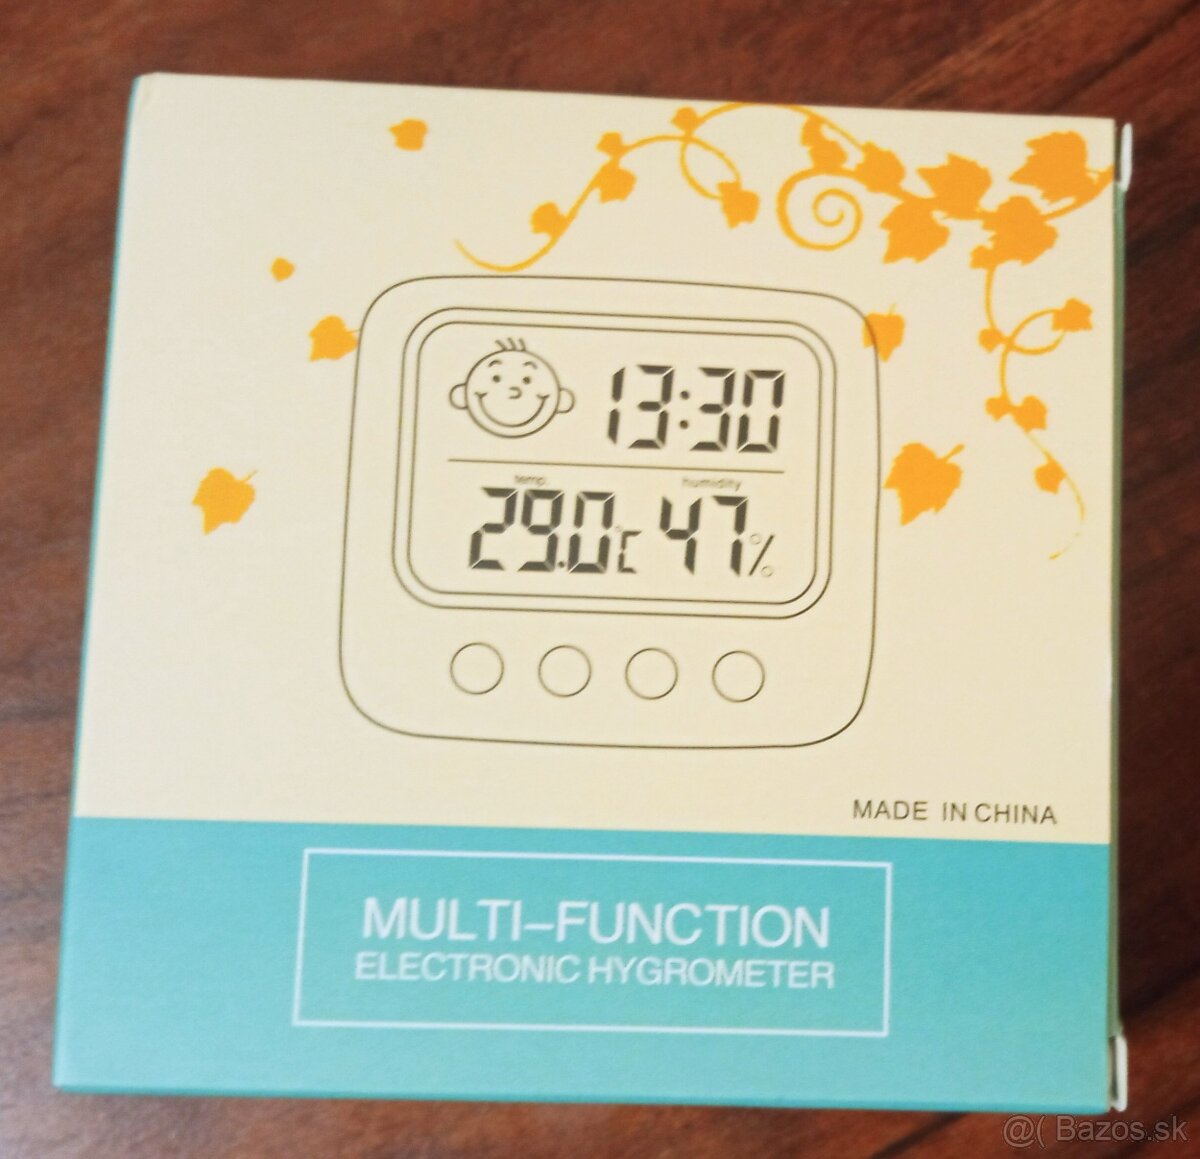 13:30
temp. humidity
29.0℃ 47%
MADE IN CHINA
MULTI-FUNCTION
ELECTRONIC HYGROMETER
@( Bazos.sk